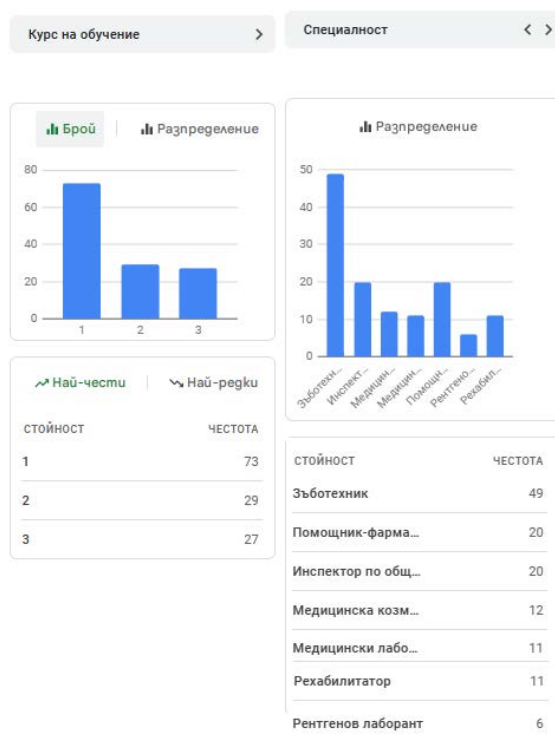 Курс на обучение
Брой
Разпределение
80
60
40
20
0
1
2
3
Най-чести
Най-редки
СТОЙНОСТ ЧЕСТОТА
1 73
2 29
3 27
Специалност
Разпределение
50
40
30
20
10
0
Зъботехн...
Инспект...
Медицин...
Медицин...
Помощн...
Рентгено...
Рехабил...
СТОЙНОСТ ЧЕСТОТА
Зъботехник 49
Помощник-фарма... 20
Инспектор по общ... 20
Медицинска козм... 12
Медицински лабо... 11
Рехабилитатор 11
Рентгенов лаборант 6